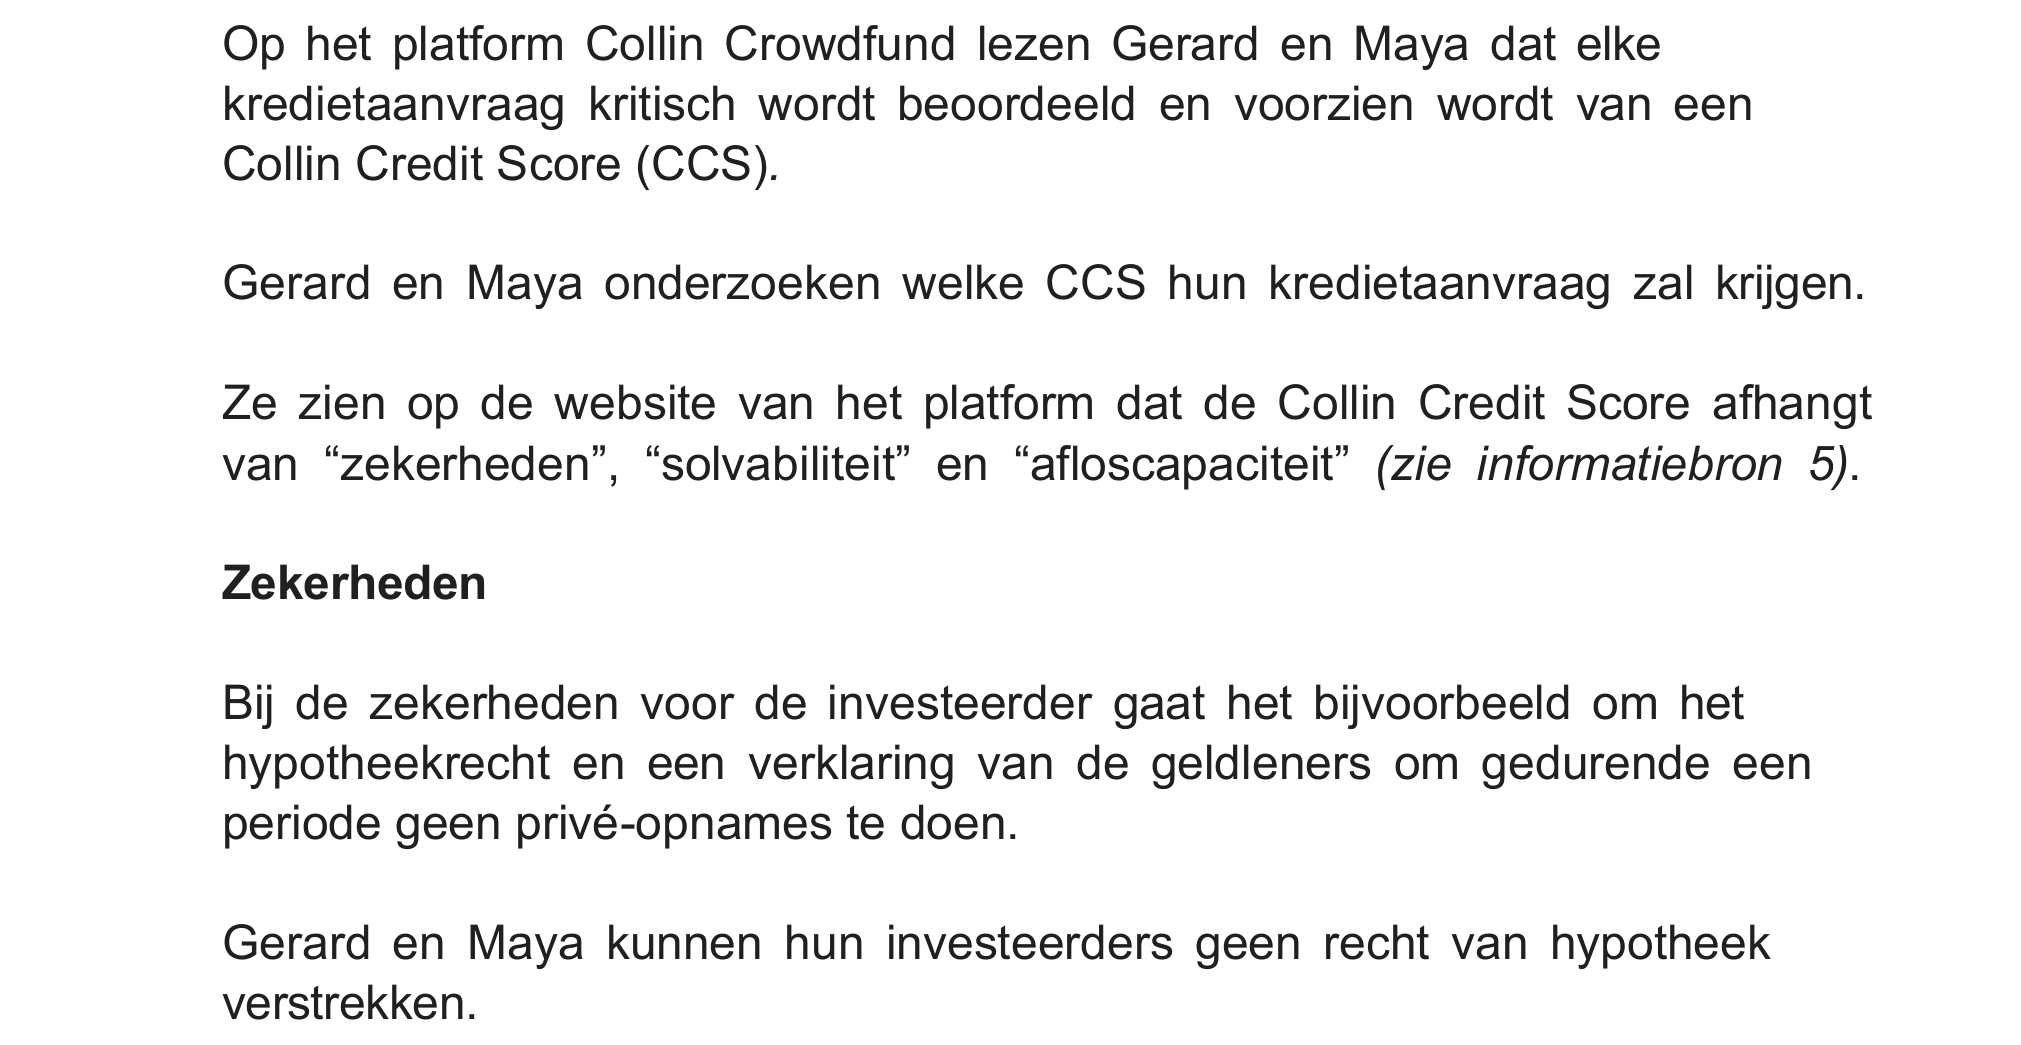 Op het platform Collin Crowdfund lezen Gerard en Maya dat elke
kredietaanvraag kritisch wordt beoordeeld en voorzien wordt van een
Collin Credit Score (CCS).
Gerard en Maya onderzoeken welke CCS hun kredietaanvraag zal krijgen.
Ze zien op de website van het platform dat de Collin Credit Score afhangt
van “zekerheden”, “solvabiliteit” en “afloscapaciteit” (zie informatiebron 5).
Zekerheden
Bij de zekerheden voor de investeerder gaat het bijvoorbeeld om het
hypotheekrecht en een verklaring van de geldleners om gedurende een
periode geen privé-opnames te doen.
Gerard en Maya kunnen hun investeerders geen recht van hypotheek
verstrekken.